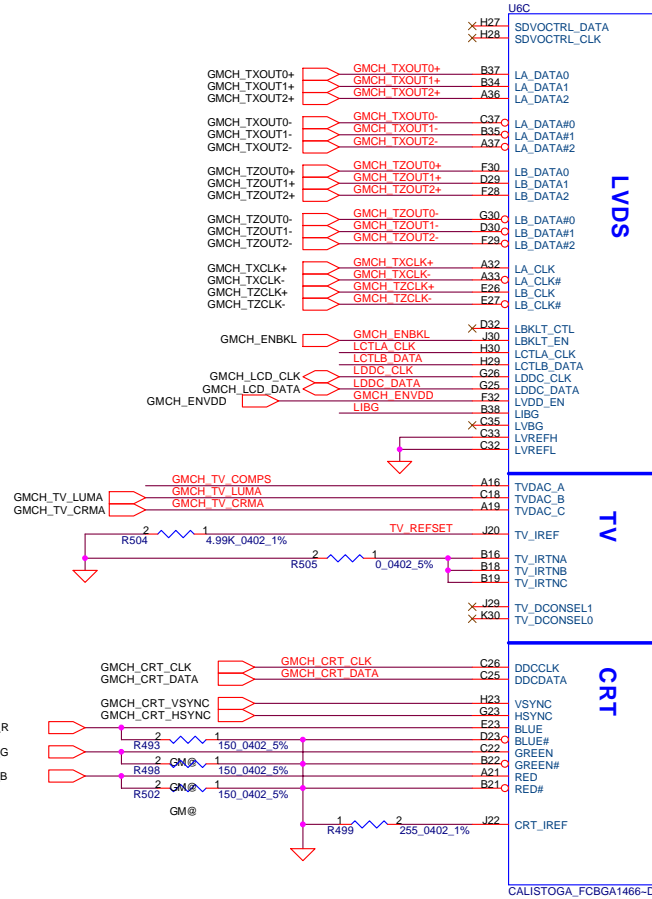 U6C
H27 SDVOCTRL_DATA
H28 SDVOCTRL_CLK
GMCH_TXOUT0+ GMCH_TXOUT0+ B37 LA_DATA0
GMCH_TXOUT1+ GMCH_TXOUT1+ B34 LA_DATA1
GMCH_TXOUT2+ GMCH_TXOUT2+ A36 LA_DATA2
GMCH_TXOUT0- GMCH_TXOUT0- C37 LA_DATA#0
GMCH_TXOUT1- GMCH_TXOUT1- B35 LA_DATA#1
GMCH_TXOUT2- GMCH_TXOUT2- A37 LA_DATA#2
GMCH_TZOUT0+ GMCH_TZOUT0+ F30 LB_DATA0
GMCH_TZOUT1+ GMCH_TZOUT1+ D29 LB_DATA1
GMCH_TZOUT2+ GMCH_TZOUT2+ F28 LB_DATA2
LVDS
GMCH_TZOUT0- GMCH_TZOUT0- G30 LB_DATA#0
GMCH_TZOUT1- GMCH_TZOUT1- D30 LB_DATA#1
GMCH_TZOUT2- GMCH_TZOUT2- F29 LB_DATA#2
GMCH_TXCLK+ GMCH_TXCLK+ A32 LA_CLK
GMCH_TXCLK- GMCH_TXCLK- A33 LA_CLK#
GMCH_TZCLK+ GMCH_TZCLK+ E26 LB_CLK
GMCH_TZCLK- GMCH_TZCLK- E27 LB_CLK#
D32 LBKLT_CTL
GMCH_ENBKL GMCH_ENBKL J30 LBKLT_EN
LCTLA_CLK H30 LCTLA_CLK
LCTLB_DATA H29 LCTLB_DATA
GMCH_LCD_CLK LDDC_CLK G26 LDDC_CLK
GMCH_LCD_DATA LDDC_DATA G25 LDDC_DATA
GMCH_ENVDD GMCH_ENVDD F32 LVDD_EN
LIBG B38 LIBG
C35 LVBG
C33 LVREFH
C32 LVREFL
GMCH_TV_COMPS A16 TVDAC_A
GMCH_TV_LUMA GMCH_TV_LUMA C18 TVDAC_B
GMCH_TV_CRMA GMCH_TV_CRMA A19 TVDAC_C
TV
2 1 TV_REFSET J20 TV_IREF
R504 4.99K_0402_1%
2 1 B16 TV_IRTNA
R505 0_0402_5% B18 TV_IRTNB
B19 TV_IRTNC
J29 TV_DCONSEL1
K30 TV_DCONSEL0
GMCH_CRT_CLK GMCH_CRT_CLK C26 DDCCLK
GMCH_CRT_DATA GMCH_CRT_DATA C25 DDCDATA
CRT
GMCH_CRT_VSYNC H23 VSYNC
GMCH_CRT_HSYNC G23 HSYNC
R E23 BLUE
2 1 D23 BLUE#
R493 150_0402_5%
G C22 GREEN
2 GM@ 1 B22 GREEN#
R498 150_0402_5%
B A21 RED
2 GM@ 1 B21 RED#
R502 150_0402_5%
GM@
1 2 J22 CRT_IREF
R499 255_0402_1%
CALISTOGA_FCBGA1466~D